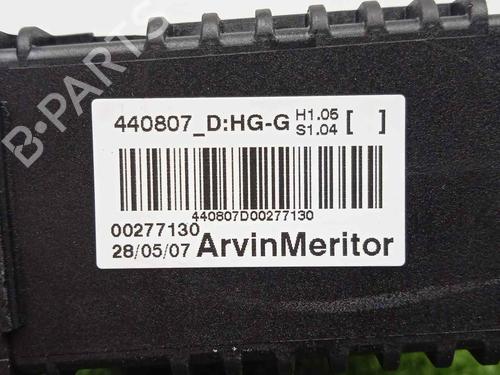 B-PARTS
440807_D:HG-G H1.05 [ ]
S1.04
440807D00277130
00277130
28/05/07 ArvinMeritor